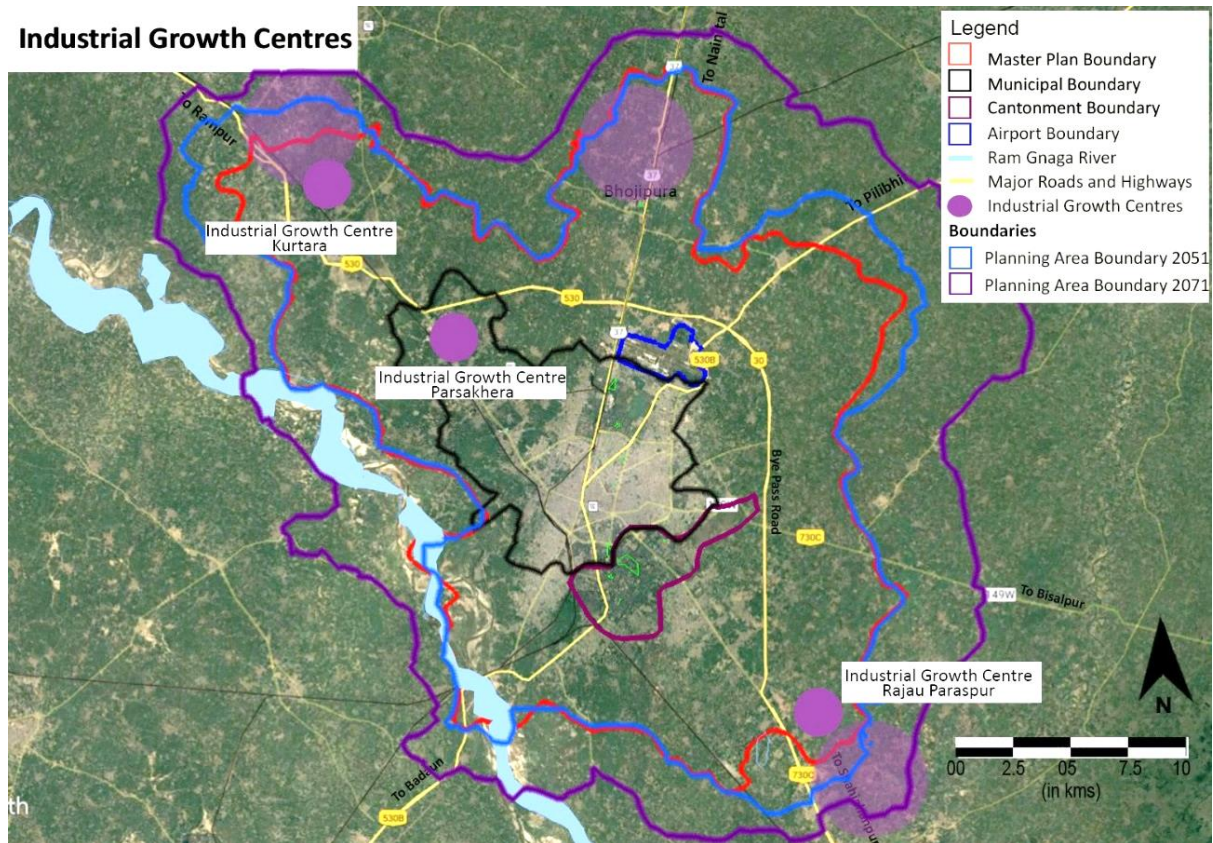 Industrial Growth Centres
Legend
Master Plan Boundary
Municipal Boundary
Cantonment Boundary
Airport Boundary
Ram Gnaga River
Major Roads and Highways
Industrial Growth Centres
Boundaries
Planning Area Boundary 2051
Planning Area Boundary 2071
To Nainital
37
To Rampur
37
Bhojipura
To Pilibhi
Industrial Growth Centre
Kurtara
530
530
37
530B
30
Industrial Growth Centre
Parsakhera
Bye Pass Road
730C
149W
To Bisalpur
Industrial Growth Centre
Rajau Paraspur
N
To Badaun
730C
To Shahjahanpur
530B
00 2.5 05 7.5 10
(in kms)
th